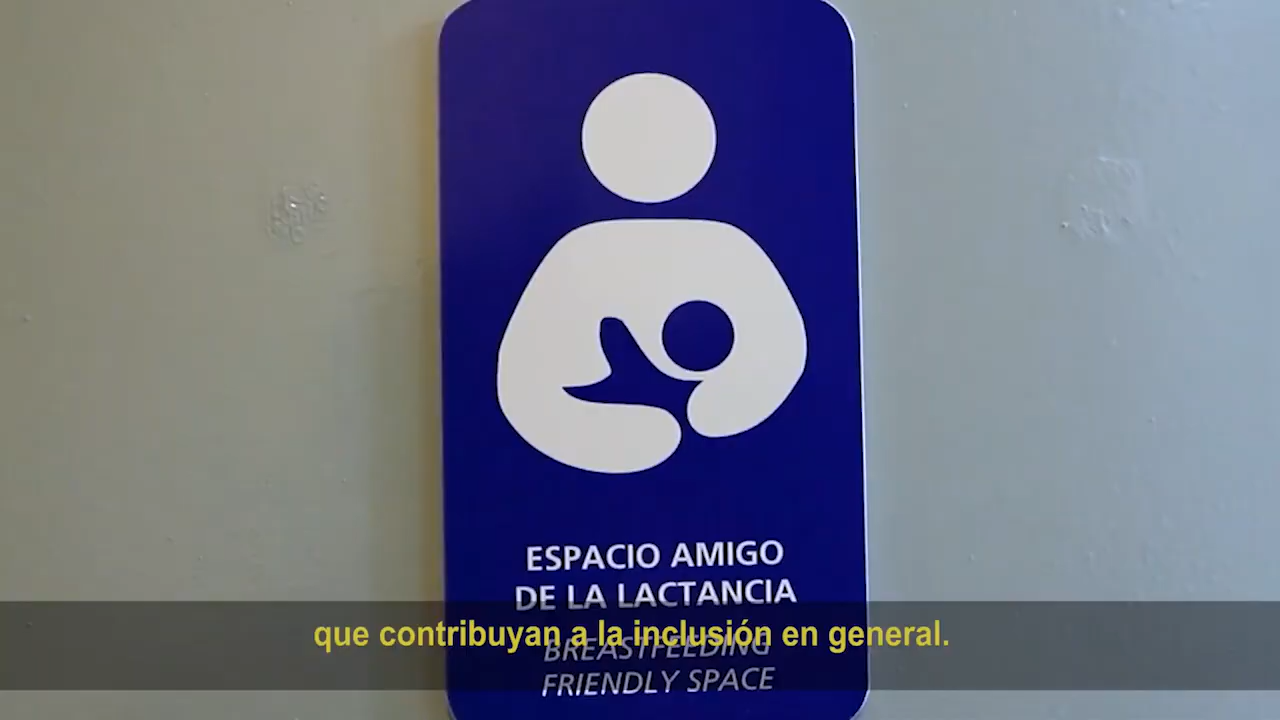 ESPACIO AMIGO
DE LA LACTANCIA
que contribuyan a la inclusión en general.
BREASTFEEDING
FRIENDLY SPACE